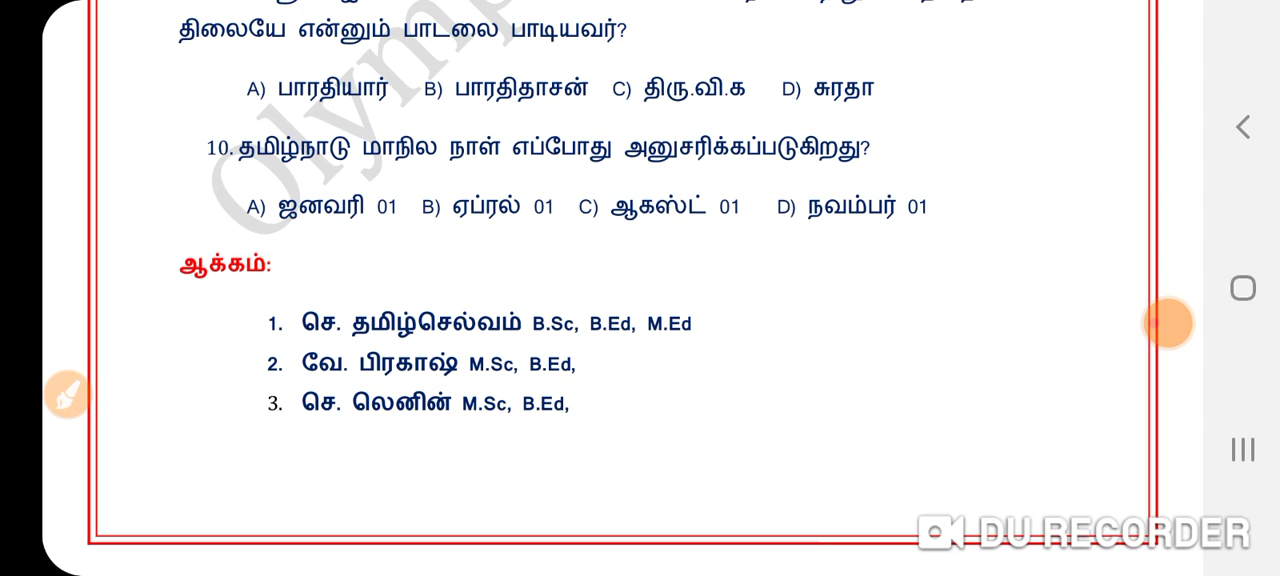 திலையே என்னும் பாடலை பாடியவர்?
A) பாரதியார் B) பாரதிதாசன் C) திரு.வி.க D) சுரதா
10. தமிழ்நாடு மாநில நாள் எப்போது அனுசரிக்கப்படுகிறது?
A) ஜனவரி 01 B) ஏப்ரல் 01 C) ஆகஸ்ட் 01 D) நவம்பர் 01
ஆக்கம்:
1. செ. தமிழ்செல்வம் B.Sc, B.Ed, M.Ed
2. வே. பிரகாஷ் M.Sc, B.Ed,
3. செ. லெனின் M.Sc, B.Ed,
DU RECORDER